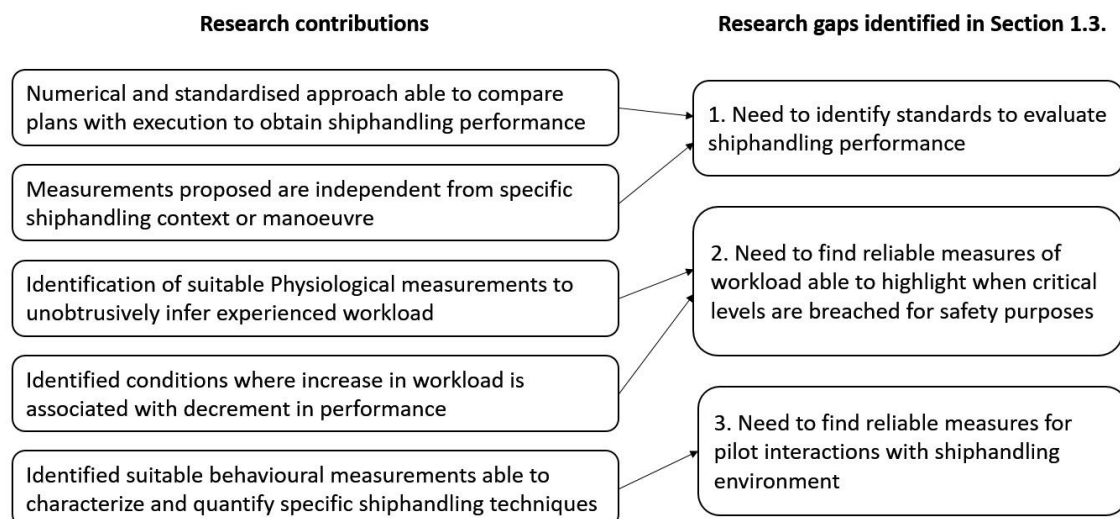 Research contributions
Numerical and standardised approach able to compare
plans with execution to obtain shiphandling performance
Measurements proposed are independent from specific
shiphandling context or manoeuvre
Identification of suitable Physiological measurements to
unobtrusively infer experienced workload
Identified conditions where increase in workload is
associated with decrement in performance
Identified suitable behavioural measurements able to
characterize and quantify specific shiphandling techniques
Research gaps identified in Section 1.3.
1. Need to identify standards to evaluate
shiphandling performance
2. Need to find reliable measures of
workload able to highlight when critical
levels are breached for safety purposes
3. Need to find reliable measures for
pilot interactions with shiphandling
environment